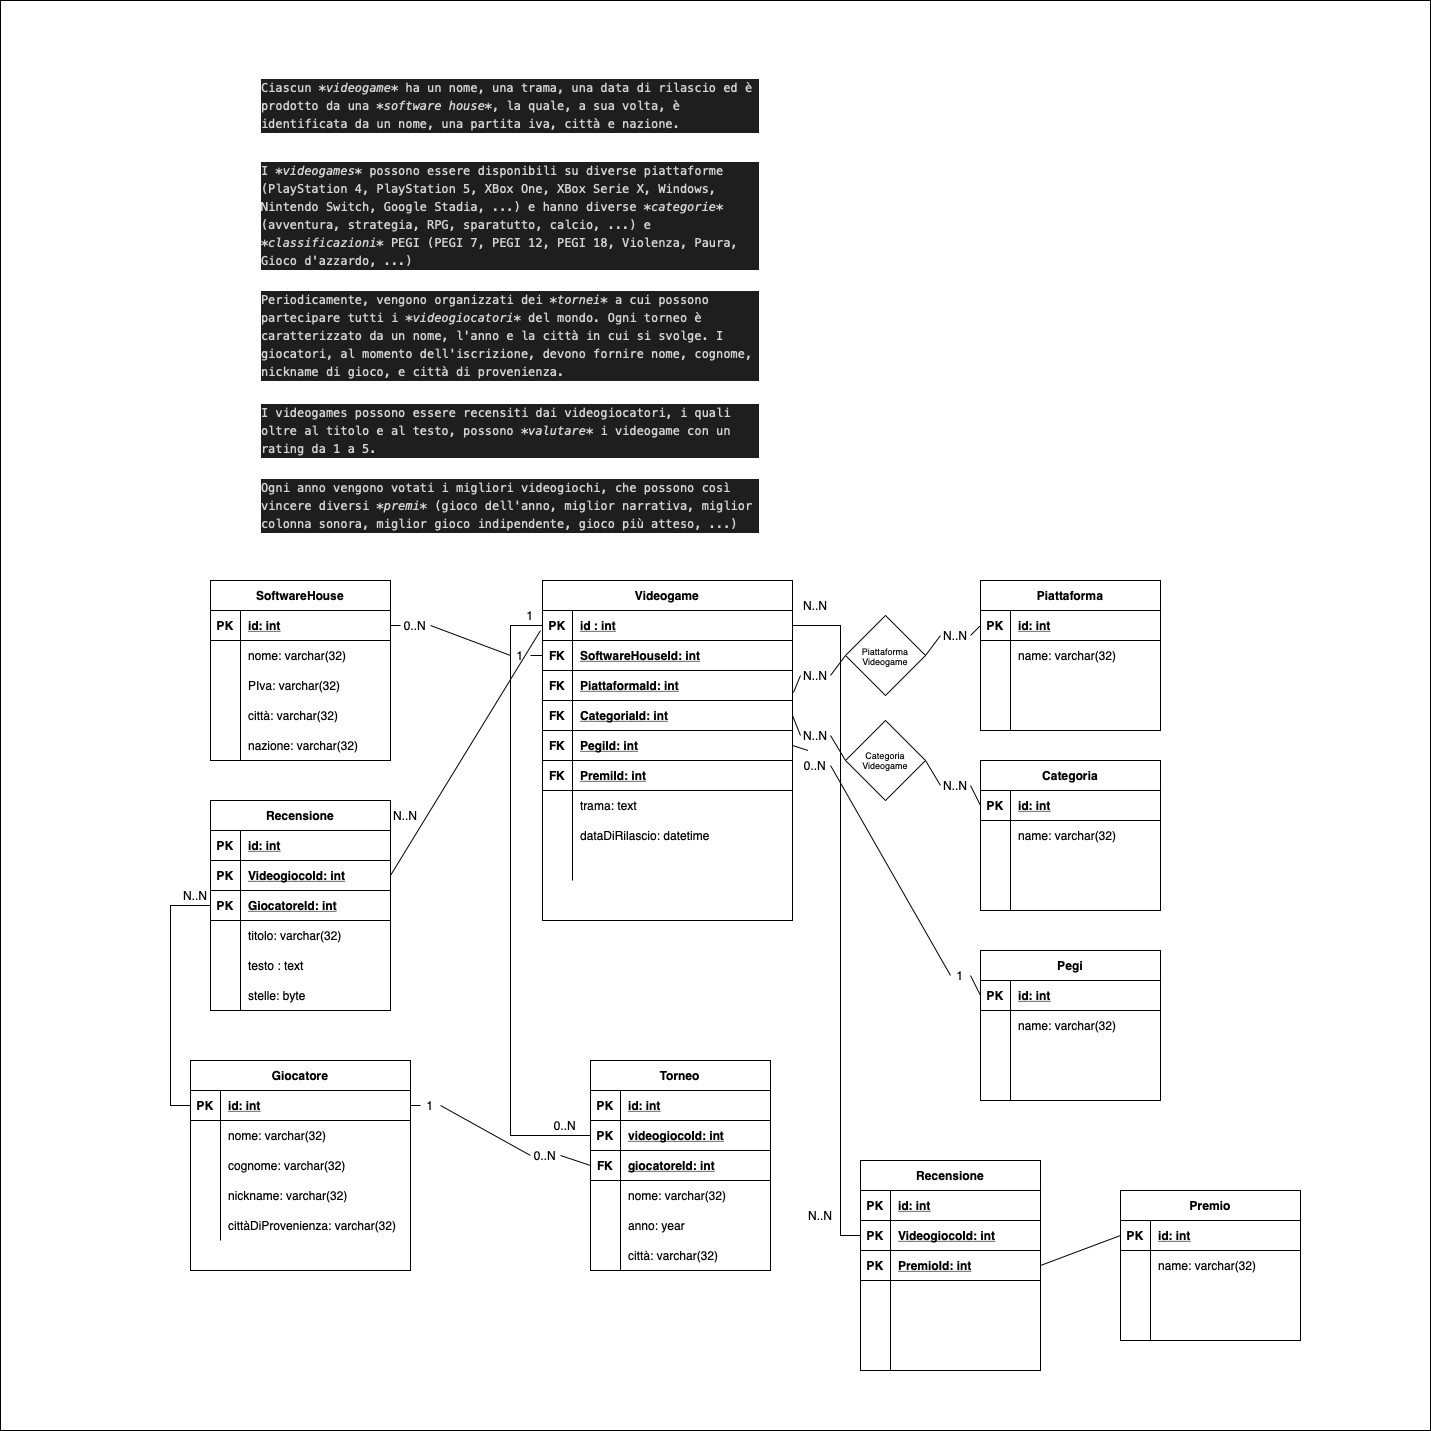 Ciascun *videogame* ha un nome, una trama, una data di rilascio ed è
prodotto da una *software house*, la quale, a sua volta, è
identificata da un nome, una partita iva, città e nazione.
I *videogames* possono essere disponibili su diverse piattaforme
(PlayStation 4, PlayStation 5, XBox One, XBox Serie X, Windows,
Nintendo Switch, Google Stadia, ...) e hanno diverse *categorie*
(avventura, strategia, RPG, sparatutto, calcio, ...) e
*classificazioni* PEGI (PEGI 7, PEGI 12, PEGI 18, Violenza, Paura,
Gioco d'azzardo, ...)
Periodicamente, vengono organizzati dei *tornei* a cui possono
partecipare tutti i *videogiocatori* del mondo. Ogni torneo è
caratterizzato da un nome, l'anno e la città in cui si svolge. I
giocatori, al momento dell'iscrizione, devono fornire nome, cognome,
nickname di gioco, e città di provenienza.
I videogames possono essere recensiti dai videogiocatori, i quali
oltre al titolo e al testo, possono *valutare* i videogame con un
rating da 1 a 5.
Ogni anno vengono votati i migliori videogiochi, che possono così
vincere diversi *premi* (gioco dell'anno, miglior narrativa, miglior
colonna sonora, miglior gioco indipendente, gioco più atteso, ...)
SoftwareHouse
PK id: int
nome: varchar(32)
PIva: varchar(32)
città: varchar(32)
nazione: varchar(32)
0..N
1
1
Videogame
PK id : int
FK SoftwareHouseId: int
FK PiattaformaId: int
FK CategoriaId: int
FK PegiId: int
FK PremiId: int
trama: text
dataDiRilascio: datetime
N..N
N..N
N..N
0..N
Piattaforma
Videogame
Categoria
Videogame
N..N
N..N
1
Piattaforma
PK id: int
name: varchar(32)
Categoria
PK id: int
name: varchar(32)
Pegi
PK id: int
name: varchar(32)
Recensione
PK id: int
PK VideogiocoId: int
PK GiocatoreId: int
titolo: varchar(32)
testo : text
stelle: byte
N..N
N..N
Giocatore
PK id: int
nome: varchar(32)
cognome: varchar(32)
nickname: varchar(32)
cittàDiProvenienza: varchar(32)
1
0..N
0..N
Torneo
PK id: int
PK videogiocoId: int
FK giocatoreId: int
nome: varchar(32)
anno: year
città: varchar(32)
N..N
Recensione
PK id: int
PK VideogiocoId: int
PK PremioId: int
Premio
PK id: int
name: varchar(32)